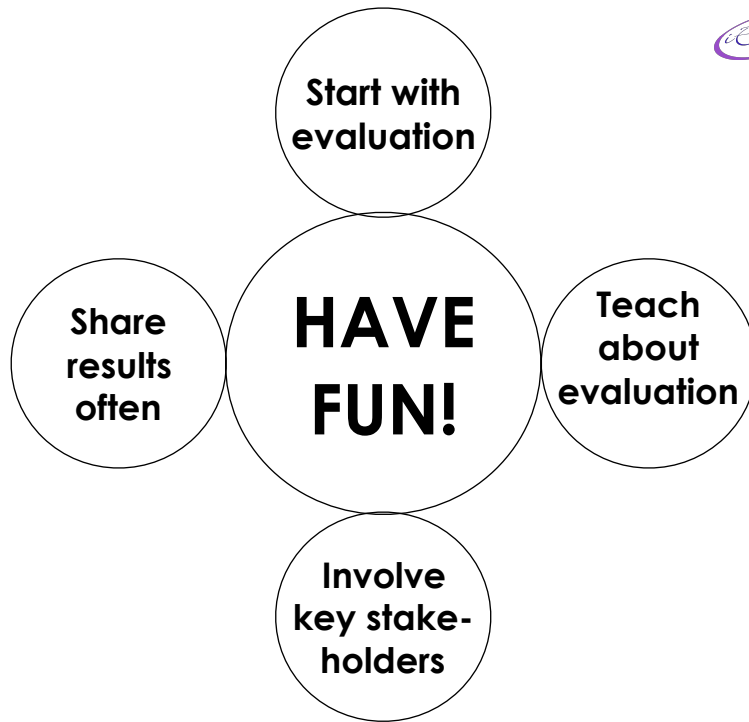 Start with
evaluation
HAVE
FUN!
Share
results
often
Teach
about
evaluation
Involve
key stake-
holders